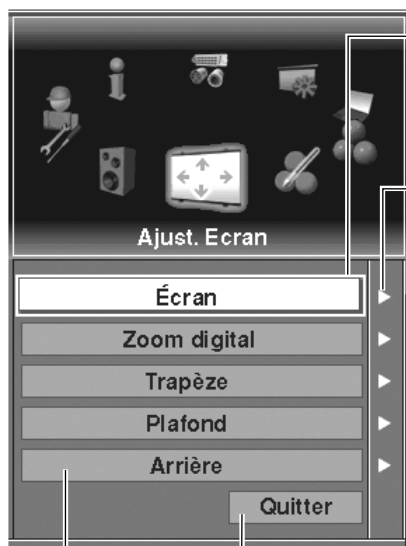 Ajust. Ecran
Écran
Zoom digital
Trapèze
Plafond
Arrière
Quitter